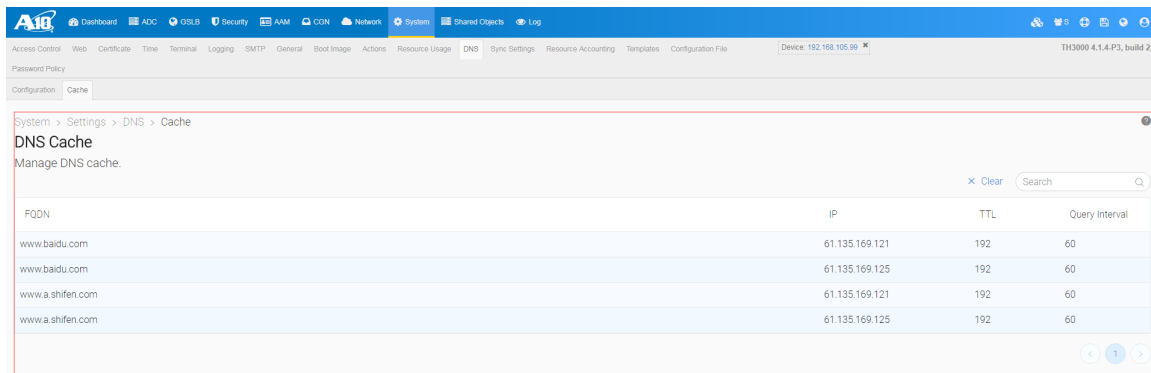 A10 Dashboard ADC GSLB Security AAM CGN Network System Shared Objects Log S
Access Control Web Certificate Time Terminal Logging SMTP General Boot Image Actions Resource Usage DNS Sync Settings Resource Accounting Templates Configuration File Device: 192.168.105.99 TH3000 4.1.4-P3, build 2
Password Policy
Configuration Cache
System > Settings > DNS > Cache
DNS Cache
Manage DNS cache.
Clear Search
FQDN IP TTL Query Interval
www.baidu.com 61.135.169.121 192 60
www.baidu.com 61.135.169.125 192 60
www.a.shifen.com 61.135.169.121 192 60
www.a.shifen.com 61.135.169.125 192 60
< 1 >